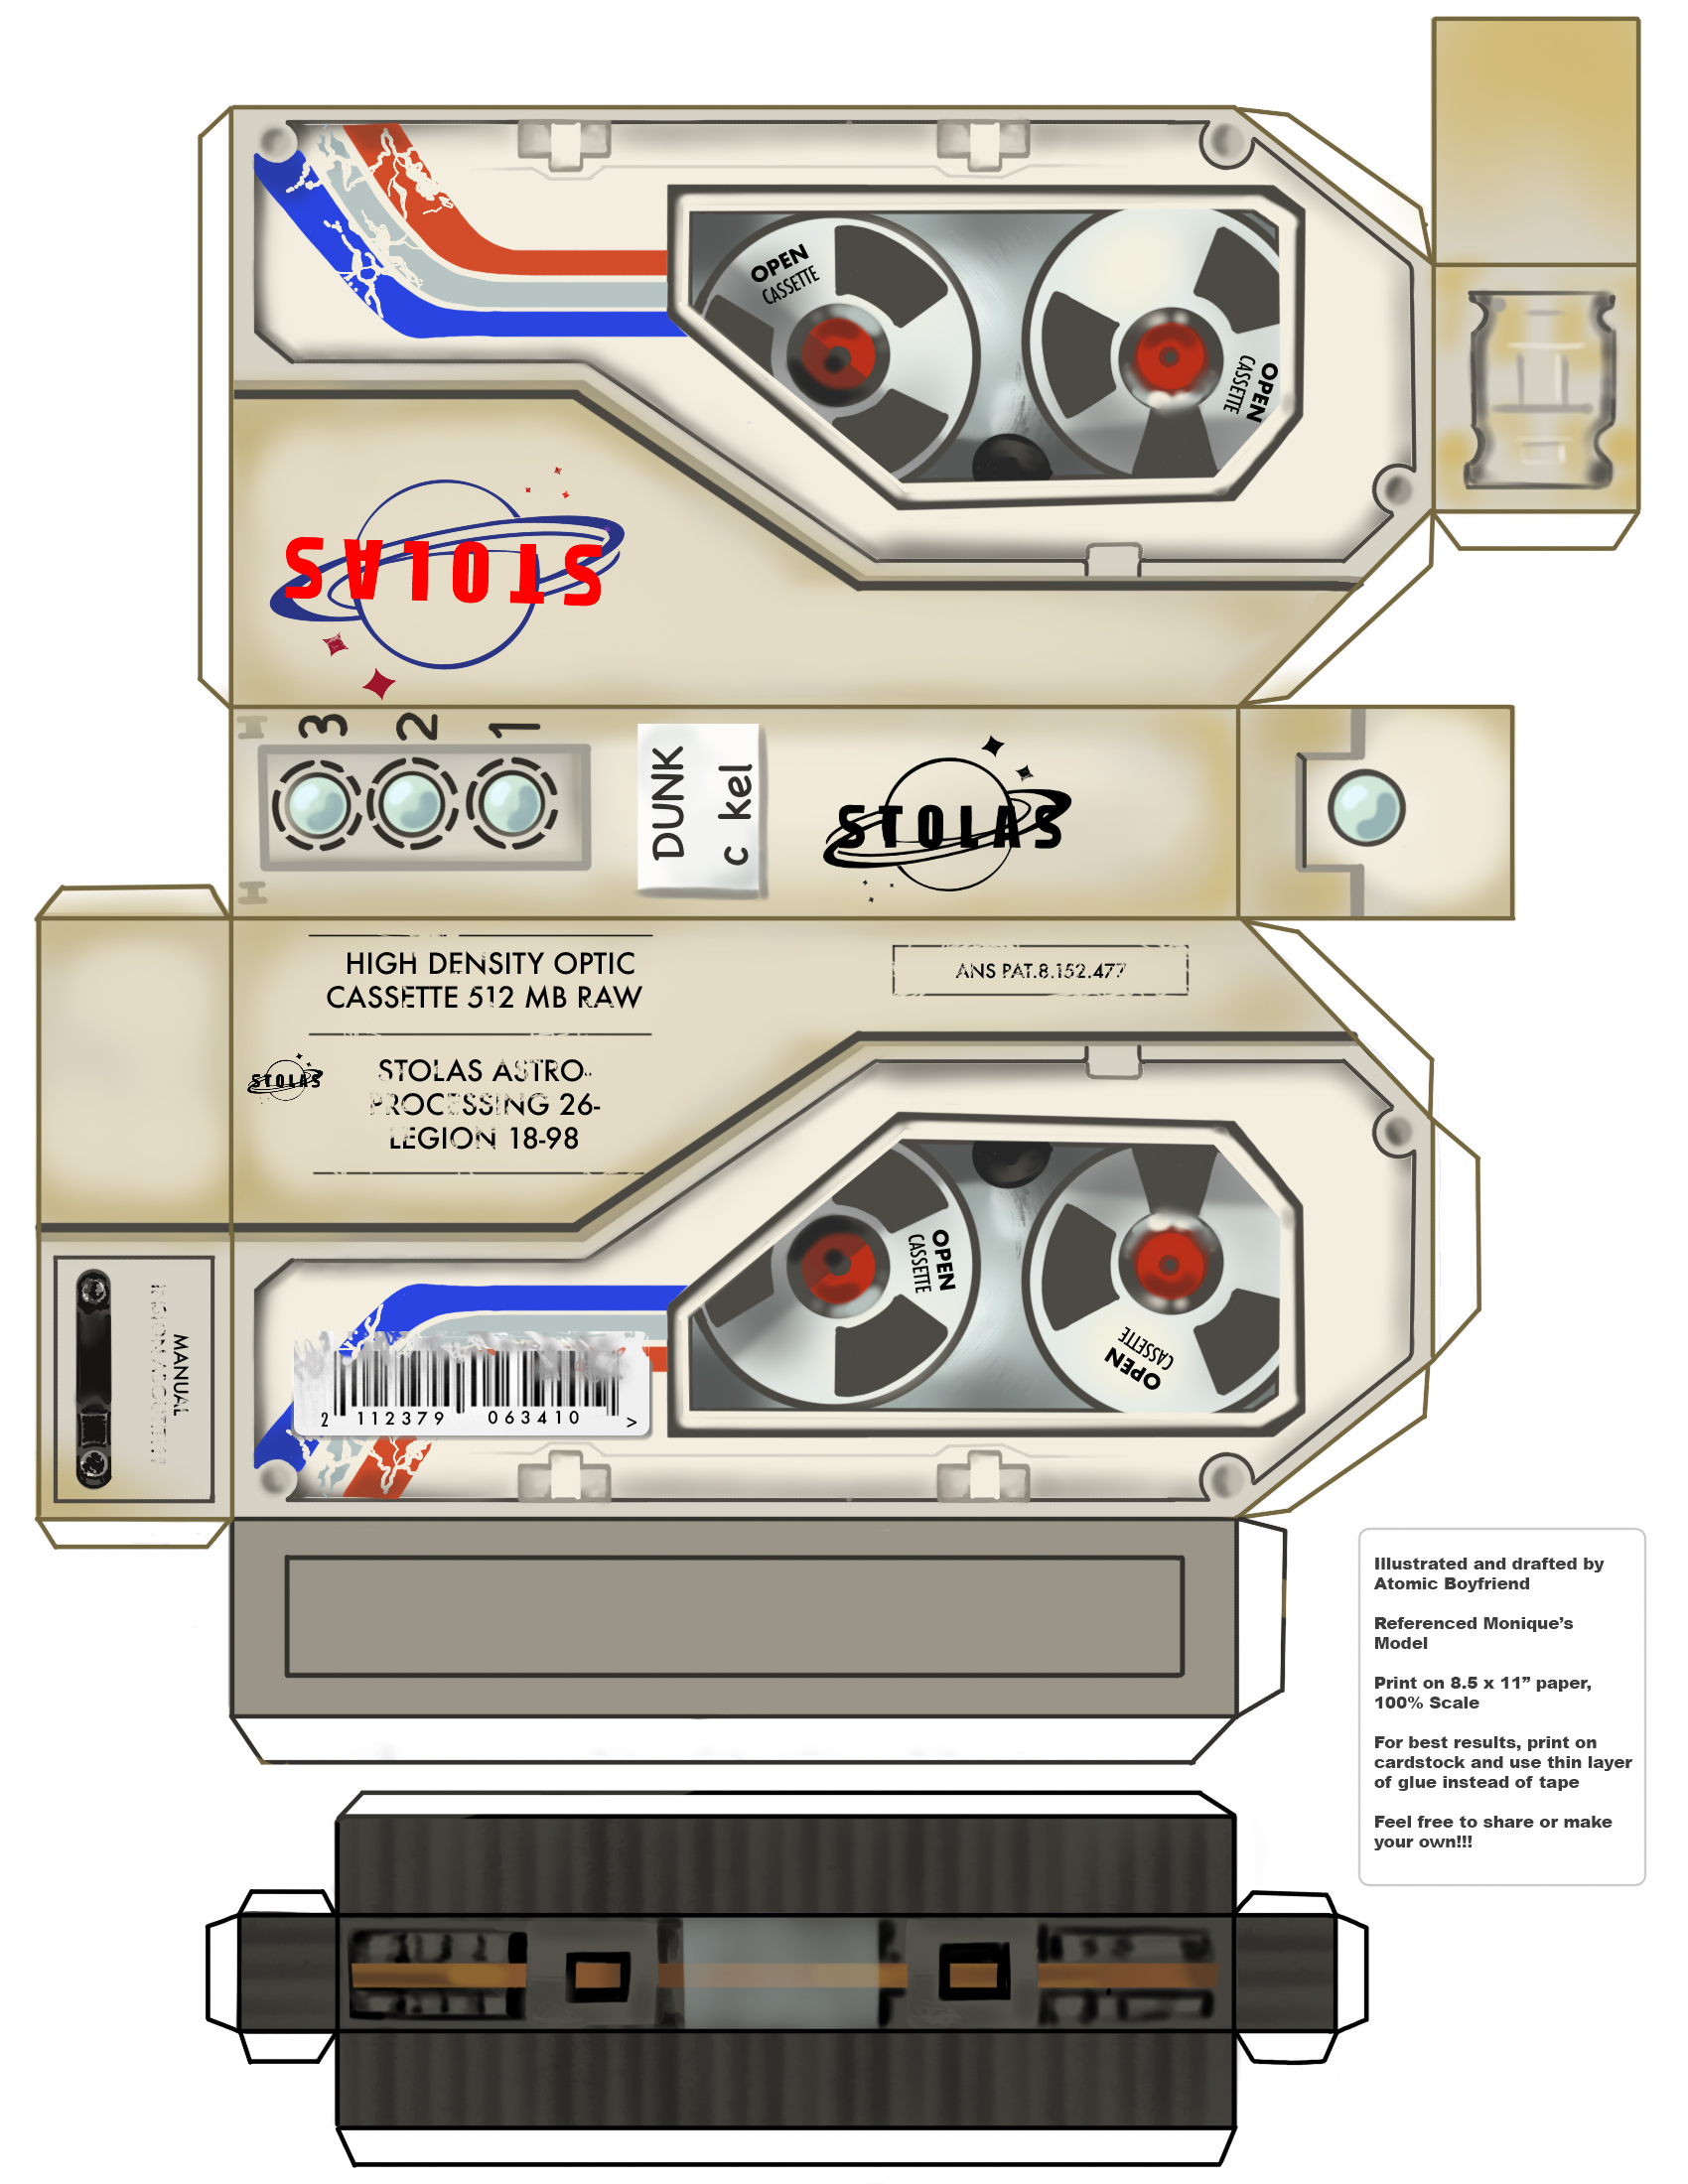 OPEN
CASSETTE
OPEN
CASSETTE
STOLAS
3 2 1
DUNK
c kel
STOLAS
HIGH DENSITY OPTIC
CASSETTE 512 MB RAW
ANS PAT.8.152.477
STOLAS ASTRO-
PROCESSING 26-
LEGION 18-98
STOLAS
OPEN
CASSETTE
OPEN
CASSETTE
MANUAL
2 112379 063410 >
Illustrated and drafted by
Atomic Boyfriend
Referenced Monique’s
Model
Print on 8.5 x 11” paper,
100% Scale
For best results, print on
cardstock and use thin layer
of glue instead of tape
Feel free to share or make
your own!!!